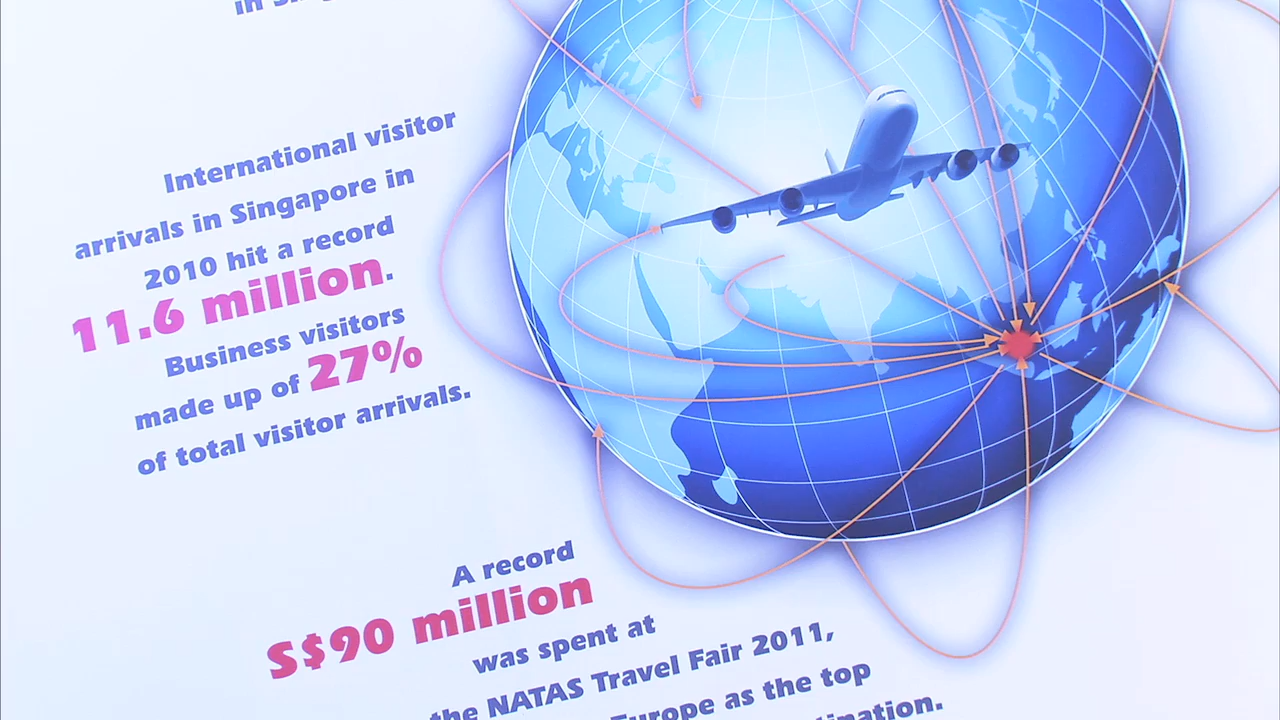 in
International visitor
arrivals in Singapore in
2010 hit a record
11.6 million.
Business visitors
made up of 27%
of total visitor arrivals.
A record
S$90 million
was spent at
the NATAS Travel Fair 2011,
Europe as the top